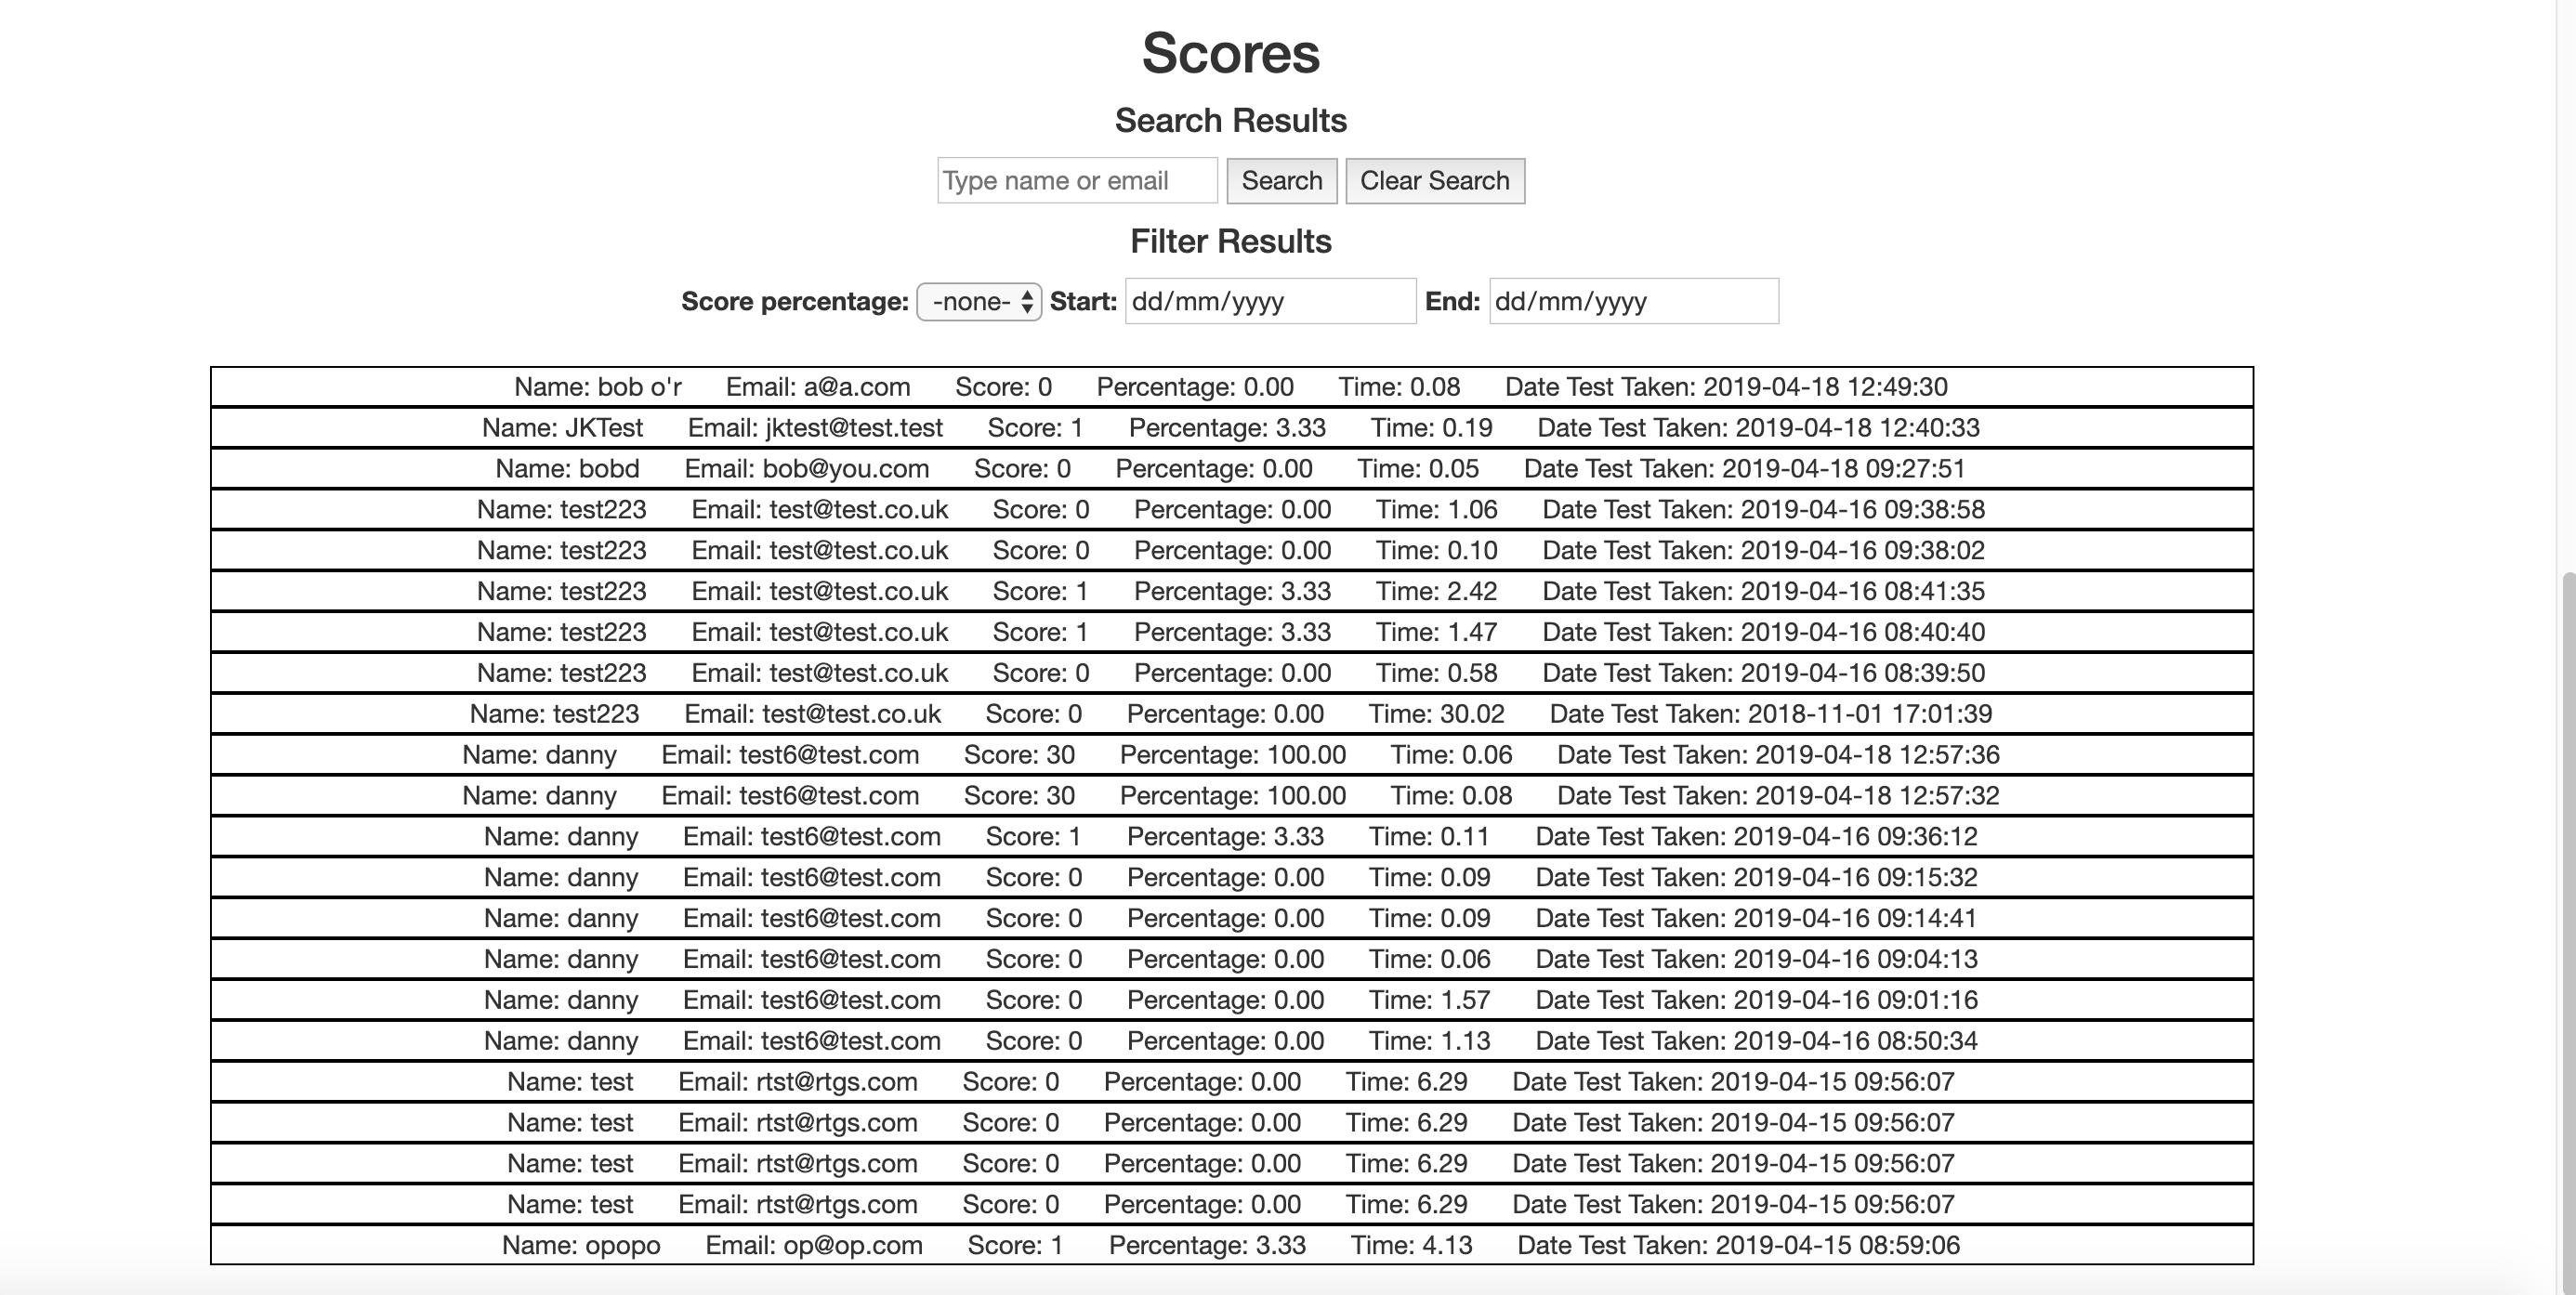 Scores
Search Results
Type name or email Search Clear Search
Filter Results
Score percentage: -none- Start: dd/mm/yyyy End: dd/mm/yyyy
Name: bob o'r Email: a@a.com Score: 0 Percentage: 0.00 Time: 0.08 Date Test Taken: 2019-04-18 12:49:30
Name: JKTest Email: jktest@test.test Score: 1 Percentage: 3.33 Time: 0.19 Date Test Taken: 2019-04-18 12:40:33
Name: bobd Email: bob@you.com Score: 0 Percentage: 0.00 Time: 0.05 Date Test Taken: 2019-04-18 09:27:51
Name: test223 Email: test@test.co.uk Score: 0 Percentage: 0.00 Time: 1.06 Date Test Taken: 2019-04-16 09:38:58
Name: test223 Email: test@test.co.uk Score: 0 Percentage: 0.00 Time: 0.10 Date Test Taken: 2019-04-16 09:38:02
Name: test223 Email: test@test.co.uk Score: 1 Percentage: 3.33 Time: 2.42 Date Test Taken: 2019-04-16 08:41:35
Name: test223 Email: test@test.co.uk Score: 1 Percentage: 3.33 Time: 1.47 Date Test Taken: 2019-04-16 08:40:40
Name: test223 Email: test@test.co.uk Score: 0 Percentage: 0.00 Time: 0.58 Date Test Taken: 2019-04-16 08:39:50
Name: test223 Email: test@test.co.uk Score: 0 Percentage: 0.00 Time: 30.02 Date Test Taken: 2018-11-01 17:01:39
Name: danny Email: test6@test.com Score: 30 Percentage: 100.00 Time: 0.06 Date Test Taken: 2019-04-18 12:57:36
Name: danny Email: test6@test.com Score: 30 Percentage: 100.00 Time: 0.08 Date Test Taken: 2019-04-18 12:57:32
Name: danny Email: test6@test.com Score: 1 Percentage: 3.33 Time: 0.11 Date Test Taken: 2019-04-16 09:36:12
Name: danny Email: test6@test.com Score: 0 Percentage: 0.00 Time: 0.09 Date Test Taken: 2019-04-16 09:15:32
Name: danny Email: test6@test.com Score: 0 Percentage: 0.00 Time: 0.09 Date Test Taken: 2019-04-16 09:14:41
Name: danny Email: test6@test.com Score: 0 Percentage: 0.00 Time: 0.06 Date Test Taken: 2019-04-16 09:04:13
Name: danny Email: test6@test.com Score: 0 Percentage: 0.00 Time: 1.57 Date Test Taken: 2019-04-16 09:01:16
Name: danny Email: test6@test.com Score: 0 Percentage: 0.00 Time: 1.13 Date Test Taken: 2019-04-16 08:50:34
Name: test Email: rtst@rtgs.com Score: 0 Percentage: 0.00 Time: 6.29 Date Test Taken: 2019-04-15 09:56:07
Name: test Email: rtst@rtgs.com Score: 0 Percentage: 0.00 Time: 6.29 Date Test Taken: 2019-04-15 09:56:07
Name: test Email: rtst@rtgs.com Score: 0 Percentage: 0.00 Time: 6.29 Date Test Taken: 2019-04-15 09:56:07
Name: test Email: rtst@rtgs.com Score: 0 Percentage: 0.00 Time: 6.29 Date Test Taken: 2019-04-15 09:56:07
Name: opopo Email: op@op.com Score: 1 Percentage: 3.33 Time: 4.13 Date Test Taken: 2019-04-15 08:59:06